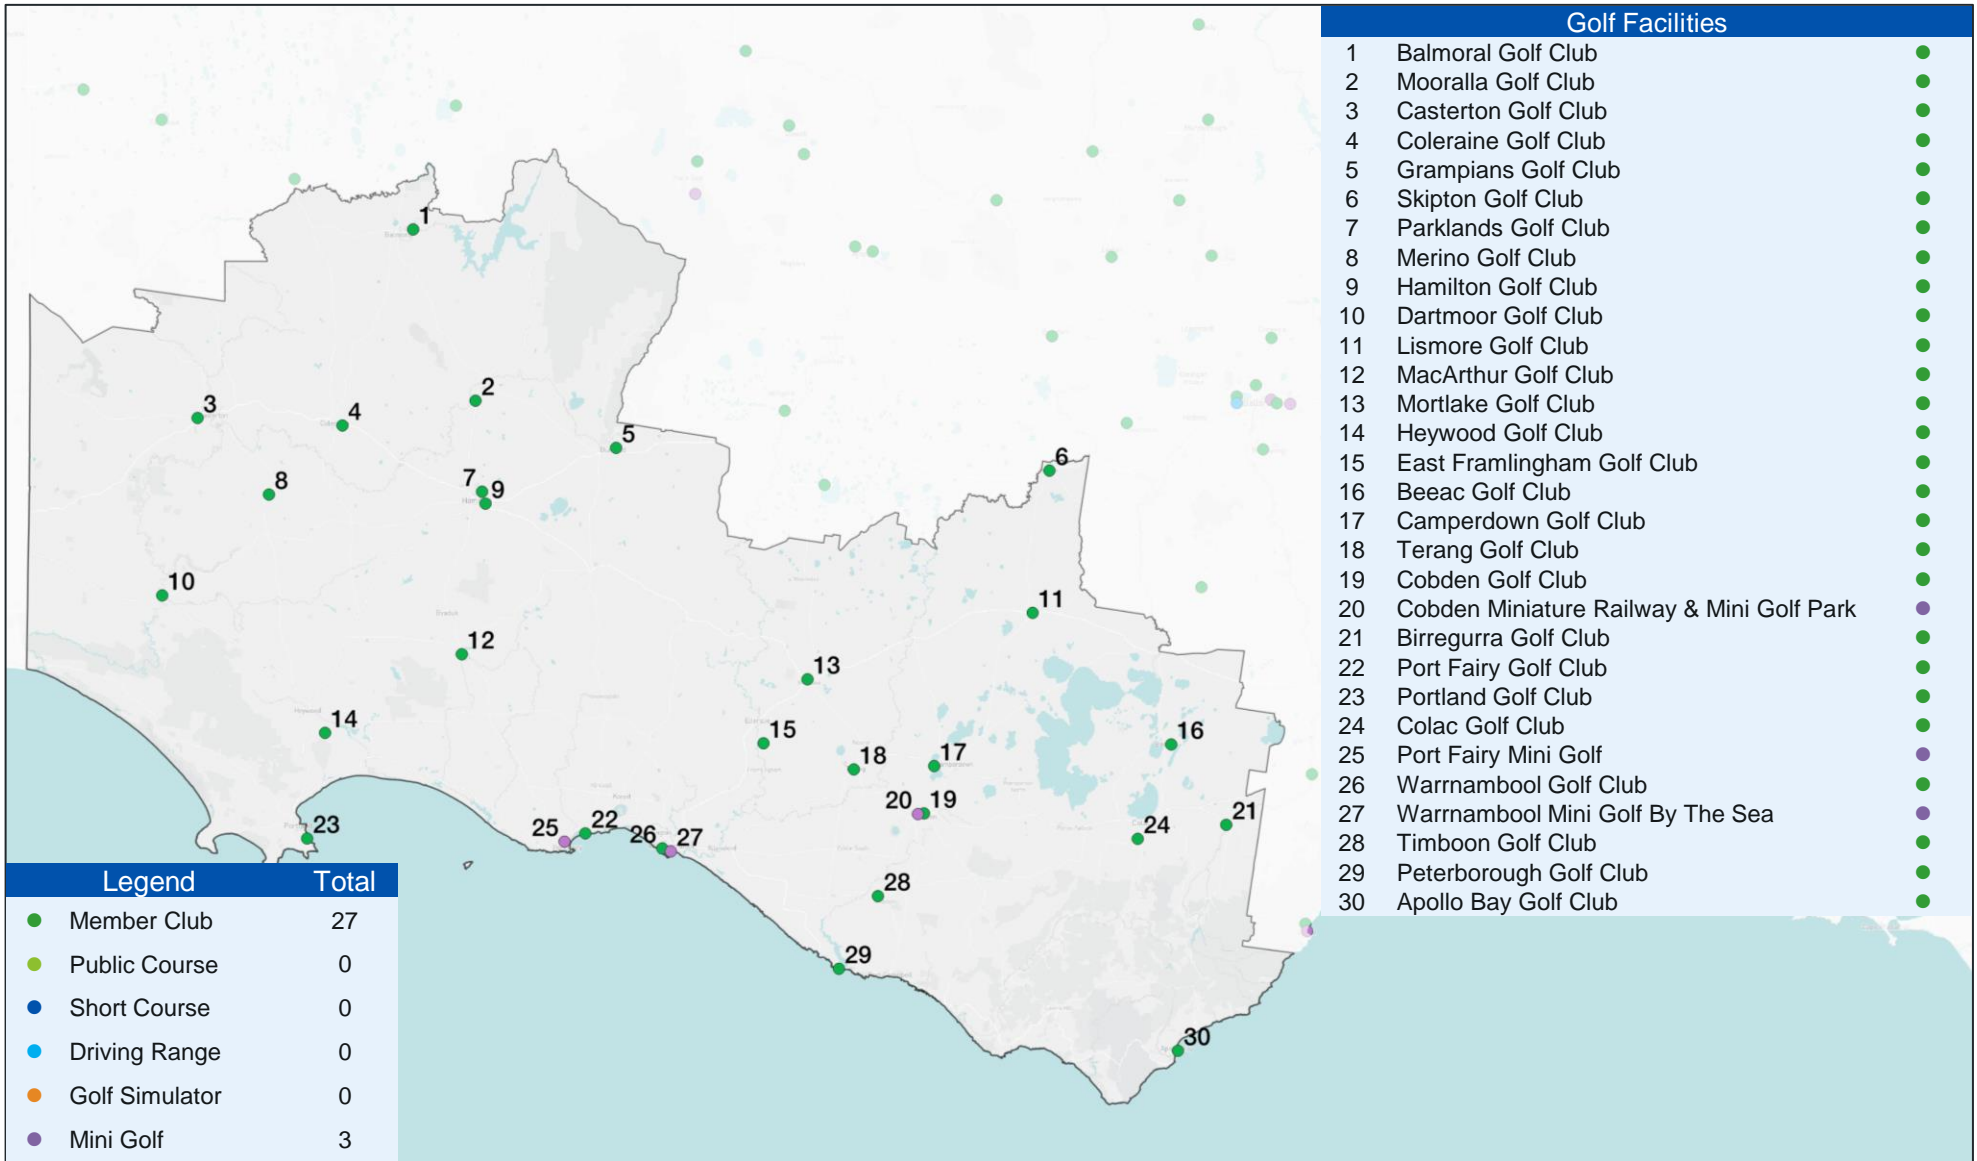 Golf Facilities
1 Balmoral Golf Club
2 Mooralla Golf Club
3 Casterton Golf Club
4 Coleraine Golf Club
5 Grampians Golf Club
6 Skipton Golf Club
7 Parklands Golf Club
8 Merino Golf Club
9 Hamilton Golf Club
10 Dartmoor Golf Club
11 Lismore Golf Club
12 MacArthur Golf Club
13 Mortlake Golf Club
14 Heywood Golf Club
15 East Framlingham Golf Club
16 Beeac Golf Club
17 Camperdown Golf Club
18 Terang Golf Club
19 Cobden Golf Club
20 Cobden Miniature Railway & Mini Golf Park
21 Birregurra Golf Club
22 Port Fairy Golf Club
23 Portland Golf Club
24 Colac Golf Club
25 Port Fairy Mini Golf
26 Warrnambool Golf Club
27 Warrnambool Mini Golf By The Sea
28 Timboon Golf Club
29 Peterborough Golf Club
30 Apollo Bay Golf Club
1
2
3
4
5
6
7
8
9
10
11
12
13
14
15
16
17
18
19
20
21
22
23
24
25
26
27
28
29
30
Legend Total
Member Club 27
Public Course 0
Short Course 0
Driving Range 0
Golf Simulator 0
Mini Golf 3